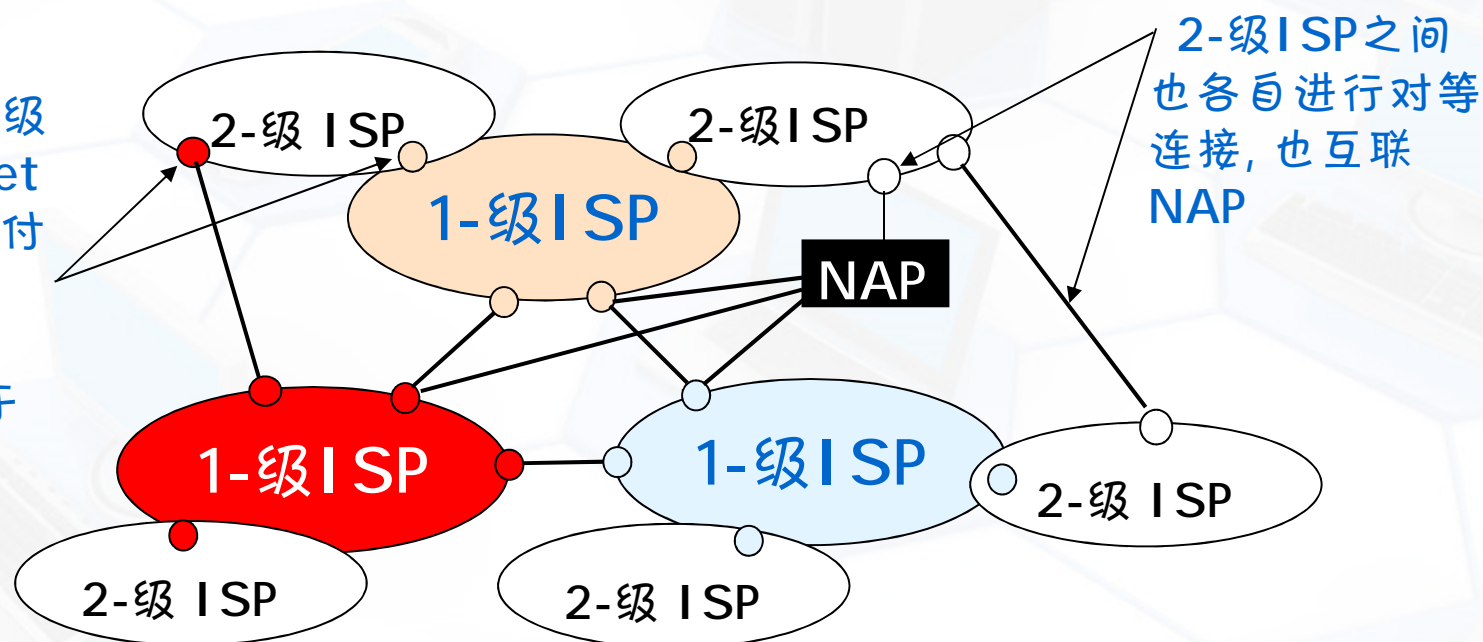 级
et
付
2-级 ISP
2-级ISP
2-级ISP之间
也各自进行对等
连接, 也互联
NAP
1-级ISP
NAP
1-级ISP
1-级ISP
2-级 ISP
2-级 ISP
2-级 ISP